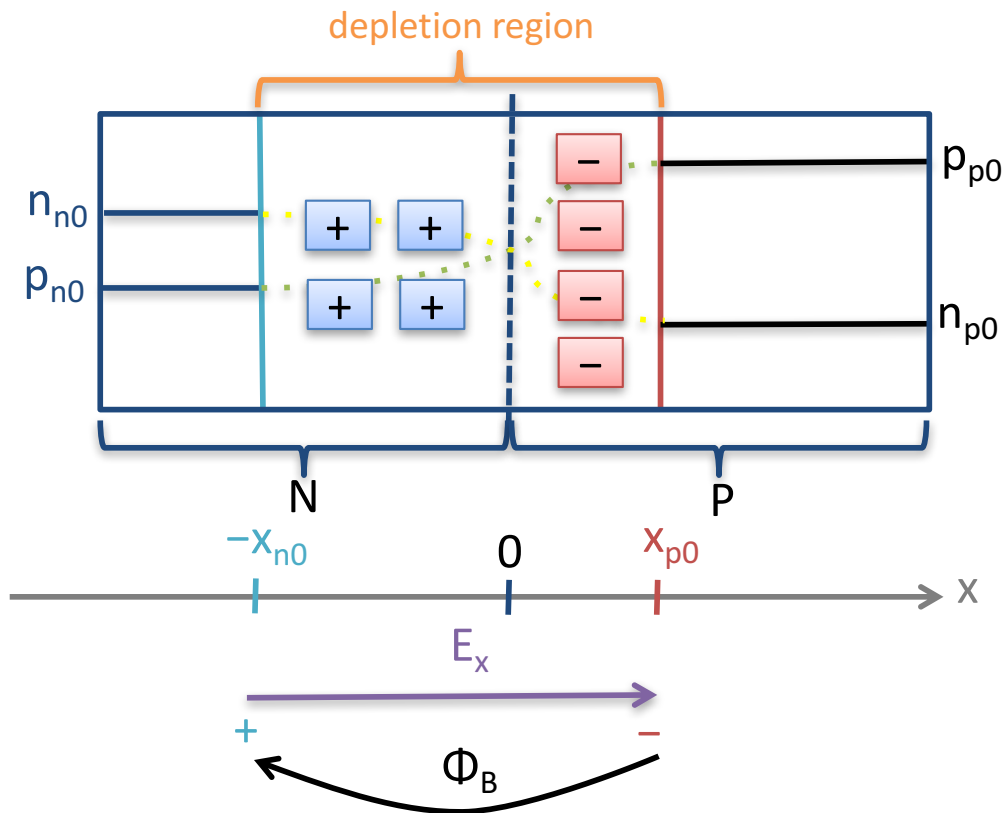 depletion region
n_n0
p_n0
+ +
+ +
−
−
−
−
p_p0
n_p0
N
P
−x_n0
0
x_p0
x
E_x
+
−
Φ_B